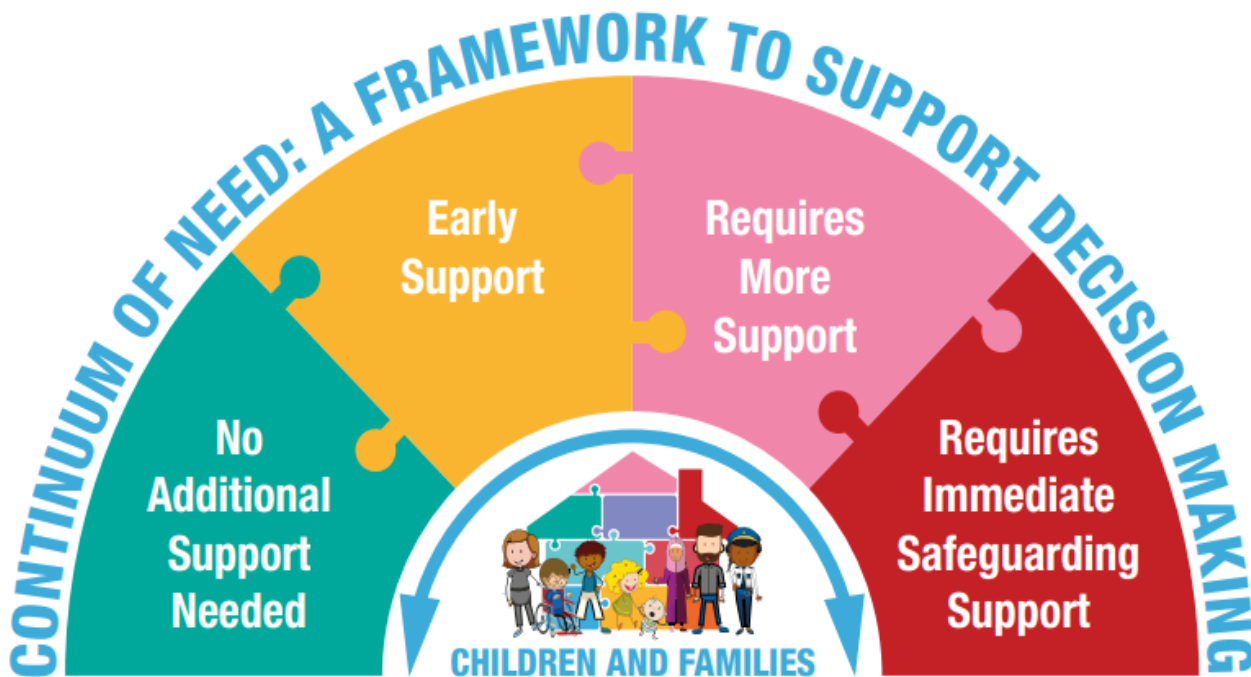 CONTINUUM OF NEED: A FRAMEWORK TO SUPPORT DECISION MAKING
No
Additional
Support
Needed
Early
Support
Requires
More
Support
Requires
Immediate
Safeguarding
Support
CHILDREN AND FAMILIES